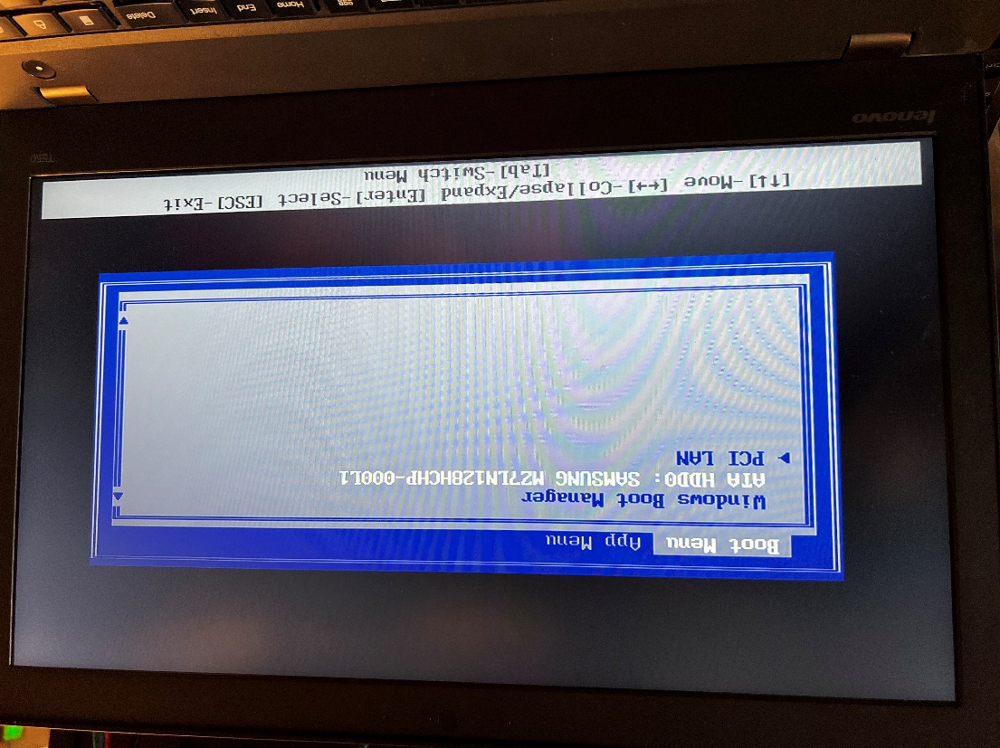 Boot Menu App Menu
Windows Boot Manager
ATA HDD0: SAMSUNG MZ7LN128HCHP-000L1
PCI LAN
[↑↓]-Move [←→]-Collapse/Expand [Enter]-Select [ESC]-Exit
[Tab]-Switch Menu
lenovo
T550
Home End Insert Delete